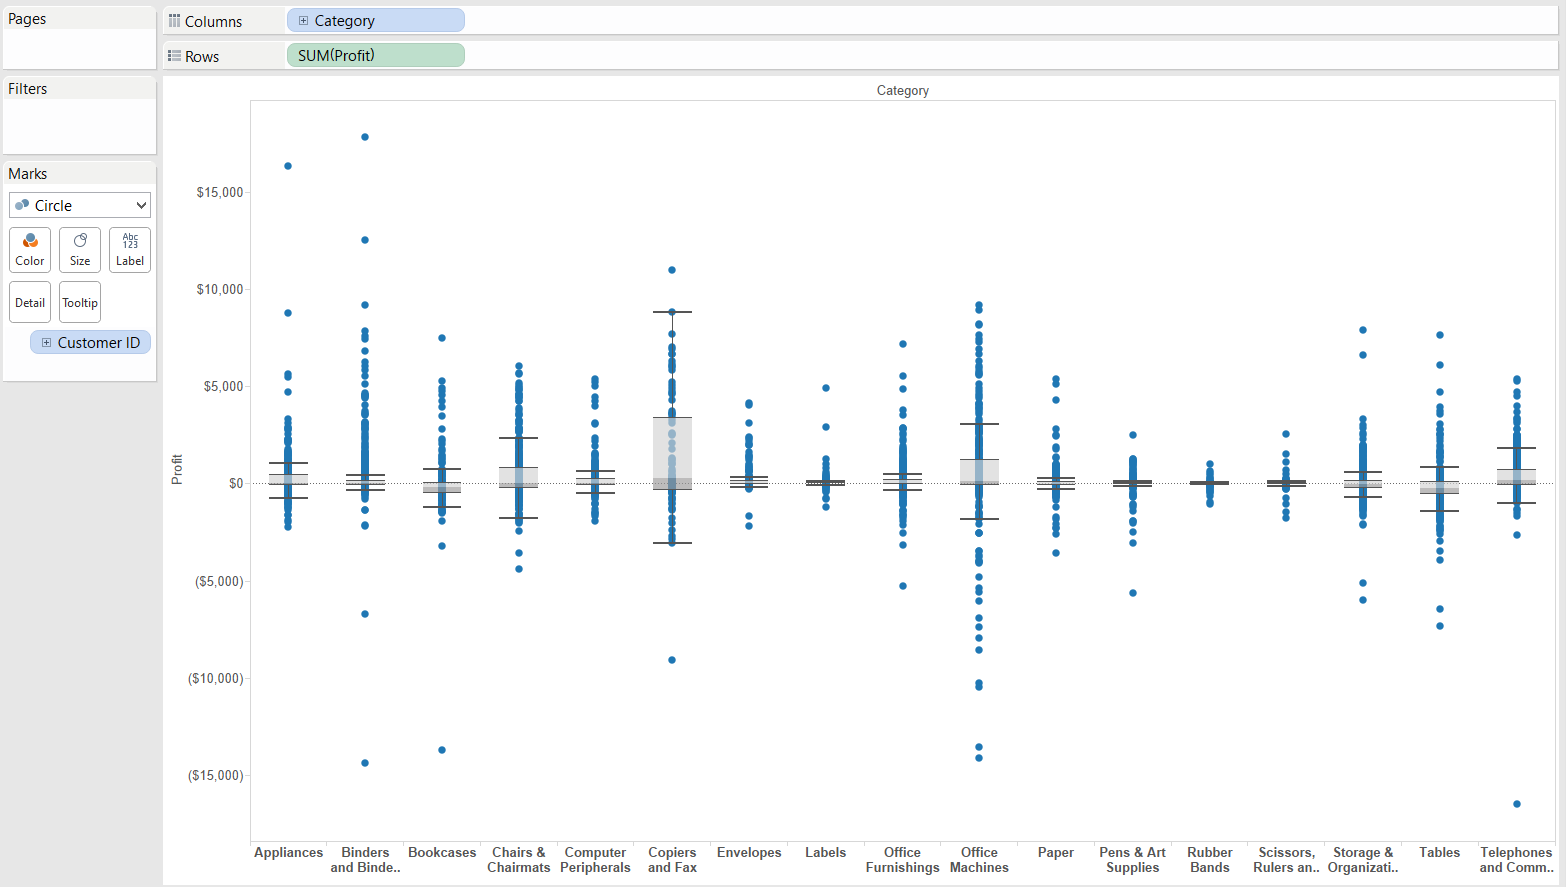 Pages
Columns
Category
Rows
SUM(Profit)
Filters
Marks
Circle
Color
Size
Abc
123
Label
Detail
Tooltip
Customer ID
Category
Profit
$15,000
$10,000
$5,000
$0
($5,000)
($10,000)
($15,000)
Appliances
Binders
and Binde..
Bookcases
Chairs &
Chairmats
Computer
Peripherals
Copiers
and Fax
Envelopes
Labels
Office
Furnishings
Office
Machines
Paper
Pens & Art
Supplies
Rubber
Bands
Scissors,
Rulers an..
Storage &
Organizati..
Tables
Telephones
and Comm..